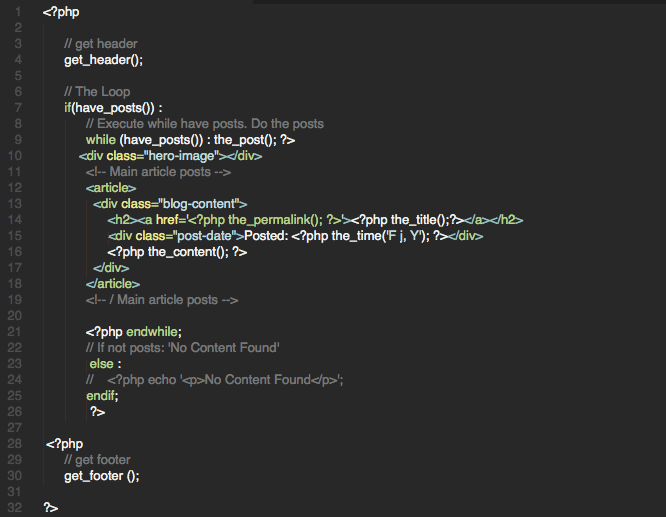 1 <?php
2
3 // get header
4 get_header();
5
6 // The Loop
7 if(have_posts()) :
8 // Execute while have posts. Do the posts
9 while (have_posts()) : the_post(); ?>
10 <div class="hero-image"></div>
11 <!-- Main article posts -->
12 <article>
13 <div class="blog-content">
14 <h2><a href='<?php the_permalink(); ?>'><?php the_title();?></a></h2>
15 <div class="post-date">Posted: <?php the_time('F j, Y'); ?></div>
16 <?php the_content(); ?>
17 </div>
18 </article>
19 <!-- / Main article posts -->
20
21 <?php endwhile;
22 // If not posts: 'No Content Found'
23 else :
24 // <?php echo '<p>No Content Found</p>';
25 endif;
26 ?>
27
28 <?php
29 // get footer
30 get_footer ();
31
32 ?>